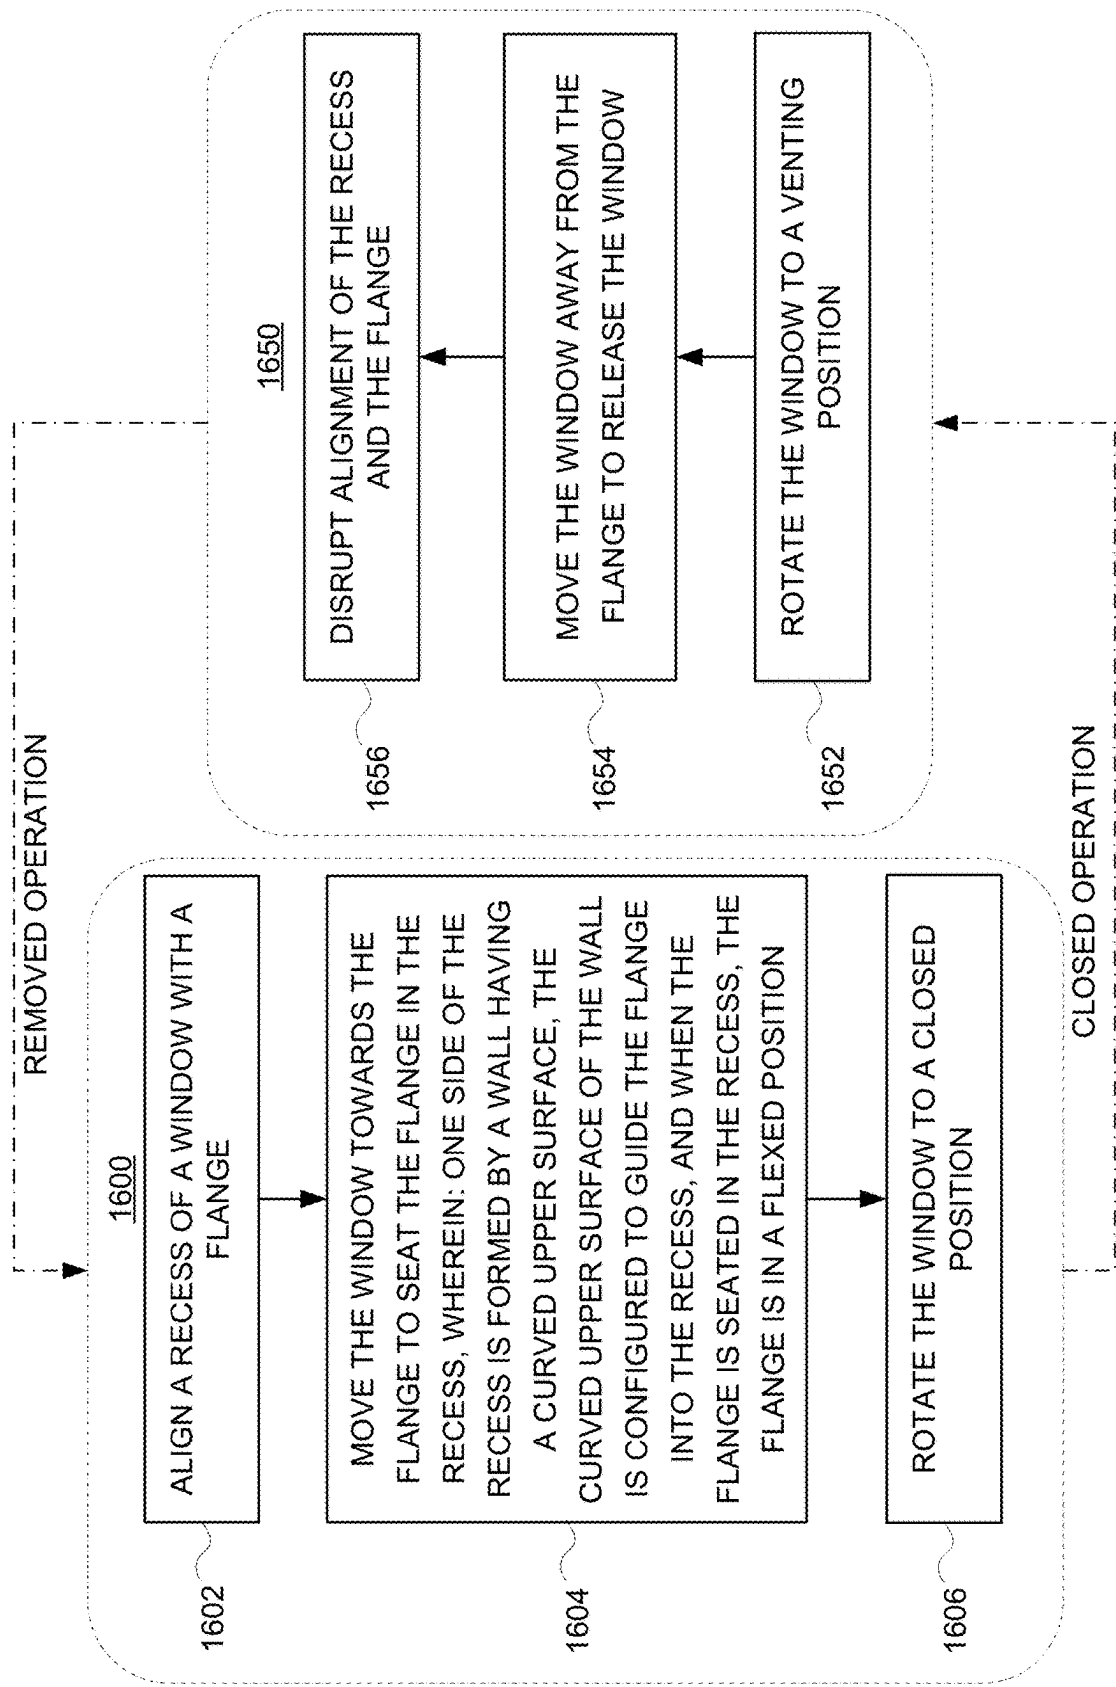 REMOVED OPERATION
1600
ALIGN A RECESS OF A WINDOW WITH A
FLANGE
1602
MOVE THE WINDOW TOWARDS THE
FLANGE TO SEAT THE FLANGE IN THE
RECESS, WHEREIN: ONE SIDE OF THE
RECESS IS FORMED BY A WALL HAVING
A CURVED UPPER SURFACE, THE
CURVED UPPER SURFACE OF THE WALL
IS CONFIGURED TO GUIDE THE FLANGE
INTO THE RECESS, AND WHEN THE
FLANGE IS SEATED IN THE RECESS, THE
FLANGE IS IN A FLEXED POSITION
1604
ROTATE THE WINDOW TO A CLOSED
POSITION
1606
1650
DISRUPT ALIGNMENT OF THE RECESS
AND THE FLANGE
1656
MOVE THE WINDOW AWAY FROM THE
FLANGE TO RELEASE THE WINDOW
1654
ROTATE THE WINDOW TO A VENTING
POSITION
1652
CLOSED OPERATION